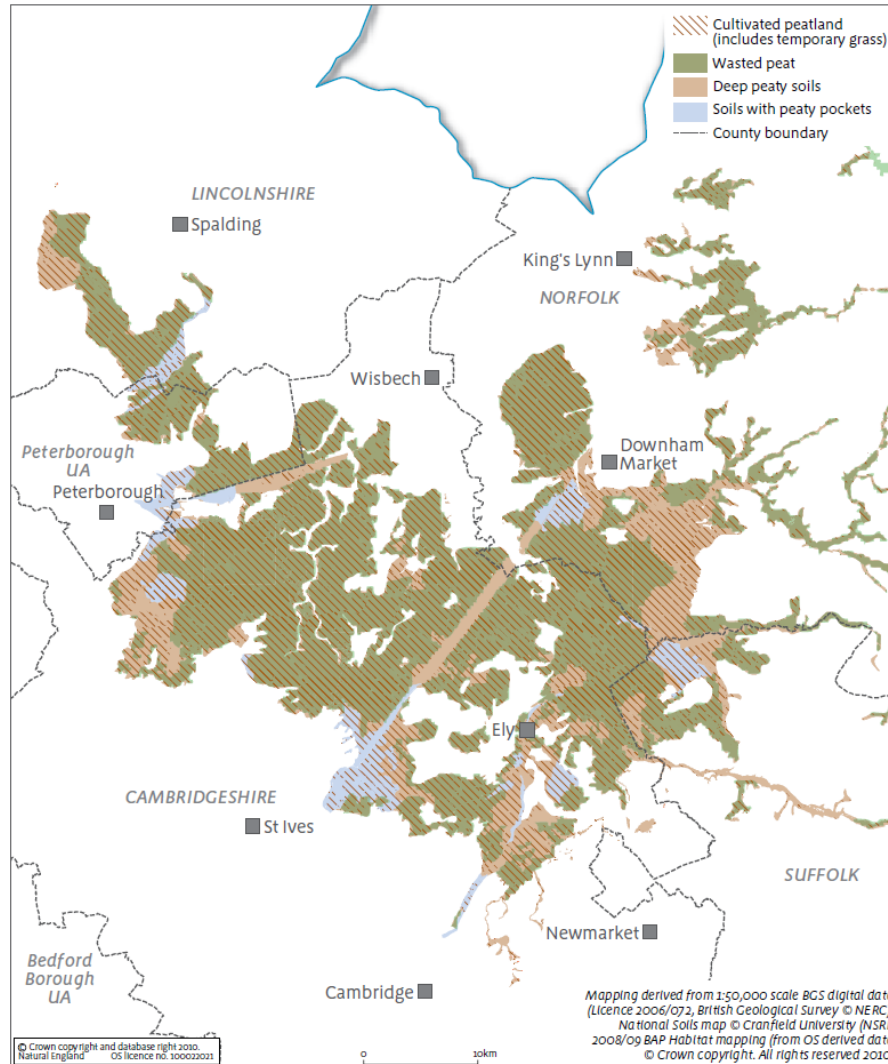 Cultivated peatland
(includes temporary grass)
Wasted peat
Deep peaty soils
Soils with peaty pockets
County boundary
LINCOLNSHIRE
Spalding
King's Lynn
NORFOLK
Wisbech
Peterborough
UA
Peterborough
Downham
Market
Ely
CAMBRIDGESHIRE
St Ives
SUFFOLK
Newmarket
Bedford
Borough
UA
Cambridge
Mapping derived from 1:50,000 scale BGS digital data
(Licence 2006/072, British Geological Survey © NERC)
National Soils map © Cranfield University (NSRI
2008/09 BAP Habitat mapping (from OS derived data
© Crown copyright. All rights reserved 2010
© Crown copyright and database right 2010.
Natural England OS licence no. 100022021
0 10km